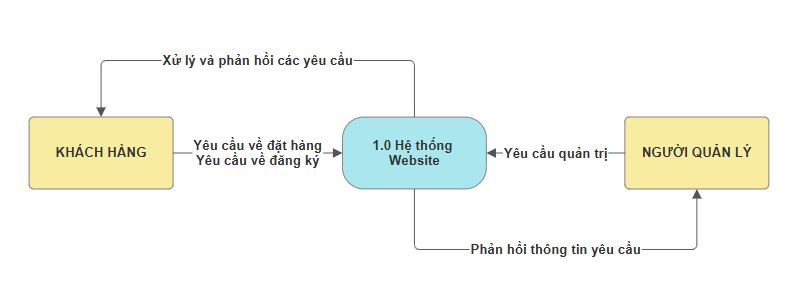 Xử lý và phản hồi các yêu cầu
KHÁCH HÀNG
Yêu cầu về đặt hàng
Yêu cầu về đăng ký
1.0 Hệ thống
Website
Yêu cầu quản trị
NGƯỜI QUẢN LÝ
Phản hồi thông tin yêu cầu